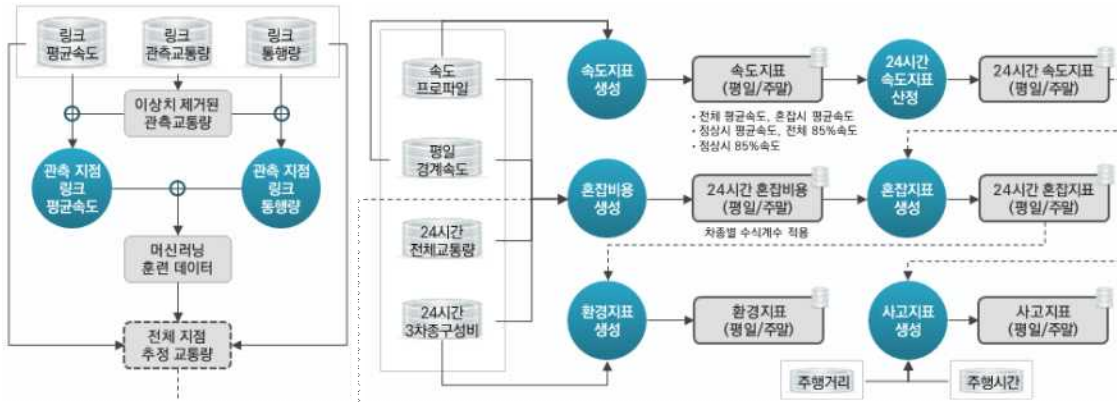 링크
평균속도
링크
관측교통량
링크
통행량
이상치 제거된
관측교통량
관측 지점
링크
평균속도
관측 지점
링크
통행량
머신러닝
훈련 데이터
전체 지점
추정 교통량
속도
프로파일
평일
경계속도
24시간
전체교통량
24시간
3차종구성비
속도지표
생성
속도지표
(평일/주말)
• 전체 평균속도, 혼잡시 평균속도
• 정상시 평균속도, 전체 85%속도
• 정상시 85%속도
24시간
속도지표
산정
24시간 속도지표
(평일/주말)
혼잡비용
생성
24시간 혼잡비용
(평일/주말)
차종별 수식계수 적용
혼잡지표
생성
24시간 혼잡지표
(평일/주말)
환경지표
생성
환경지표
(평일/주말)
사고지표
생성
사고지표
(평일/주말)
주행거리
주행시간